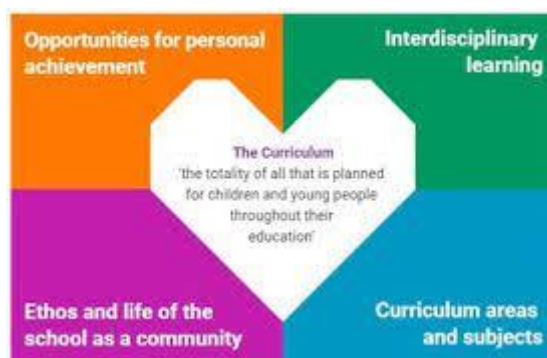 Opportunities for personal
achievement
Interdisciplinary
learning
The Curriculum
'the totality of all that is planned
for children and young people
throughout their
education'
Ethos and life of the
school as a community
Curriculum areas
and subjects